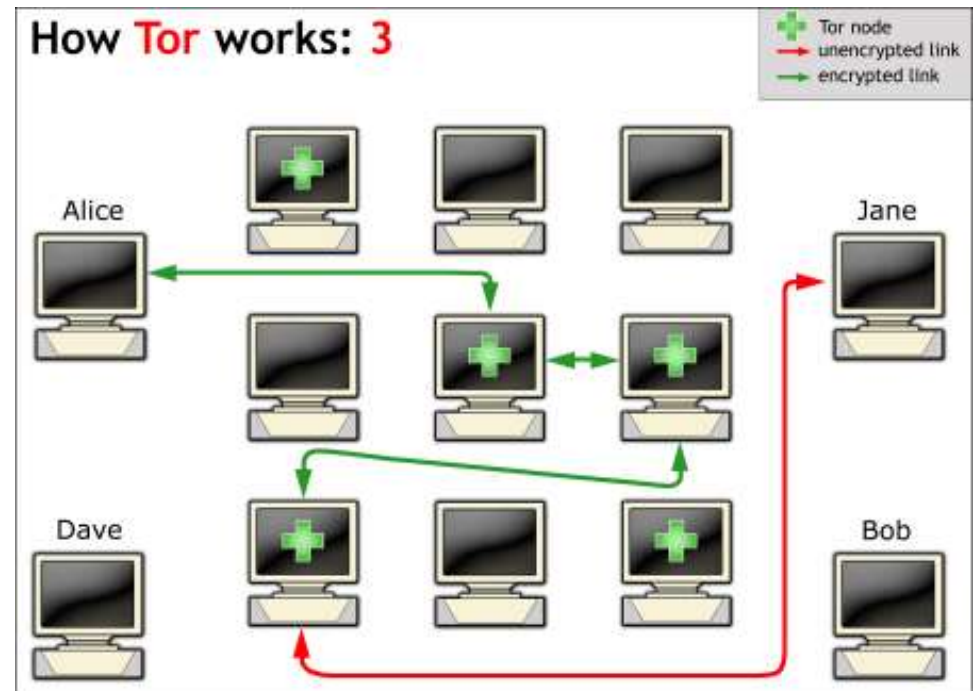 How Tor works: 3
Tor node
unencrypted link
encrypted link
Alice
Jane
Dave
Bob